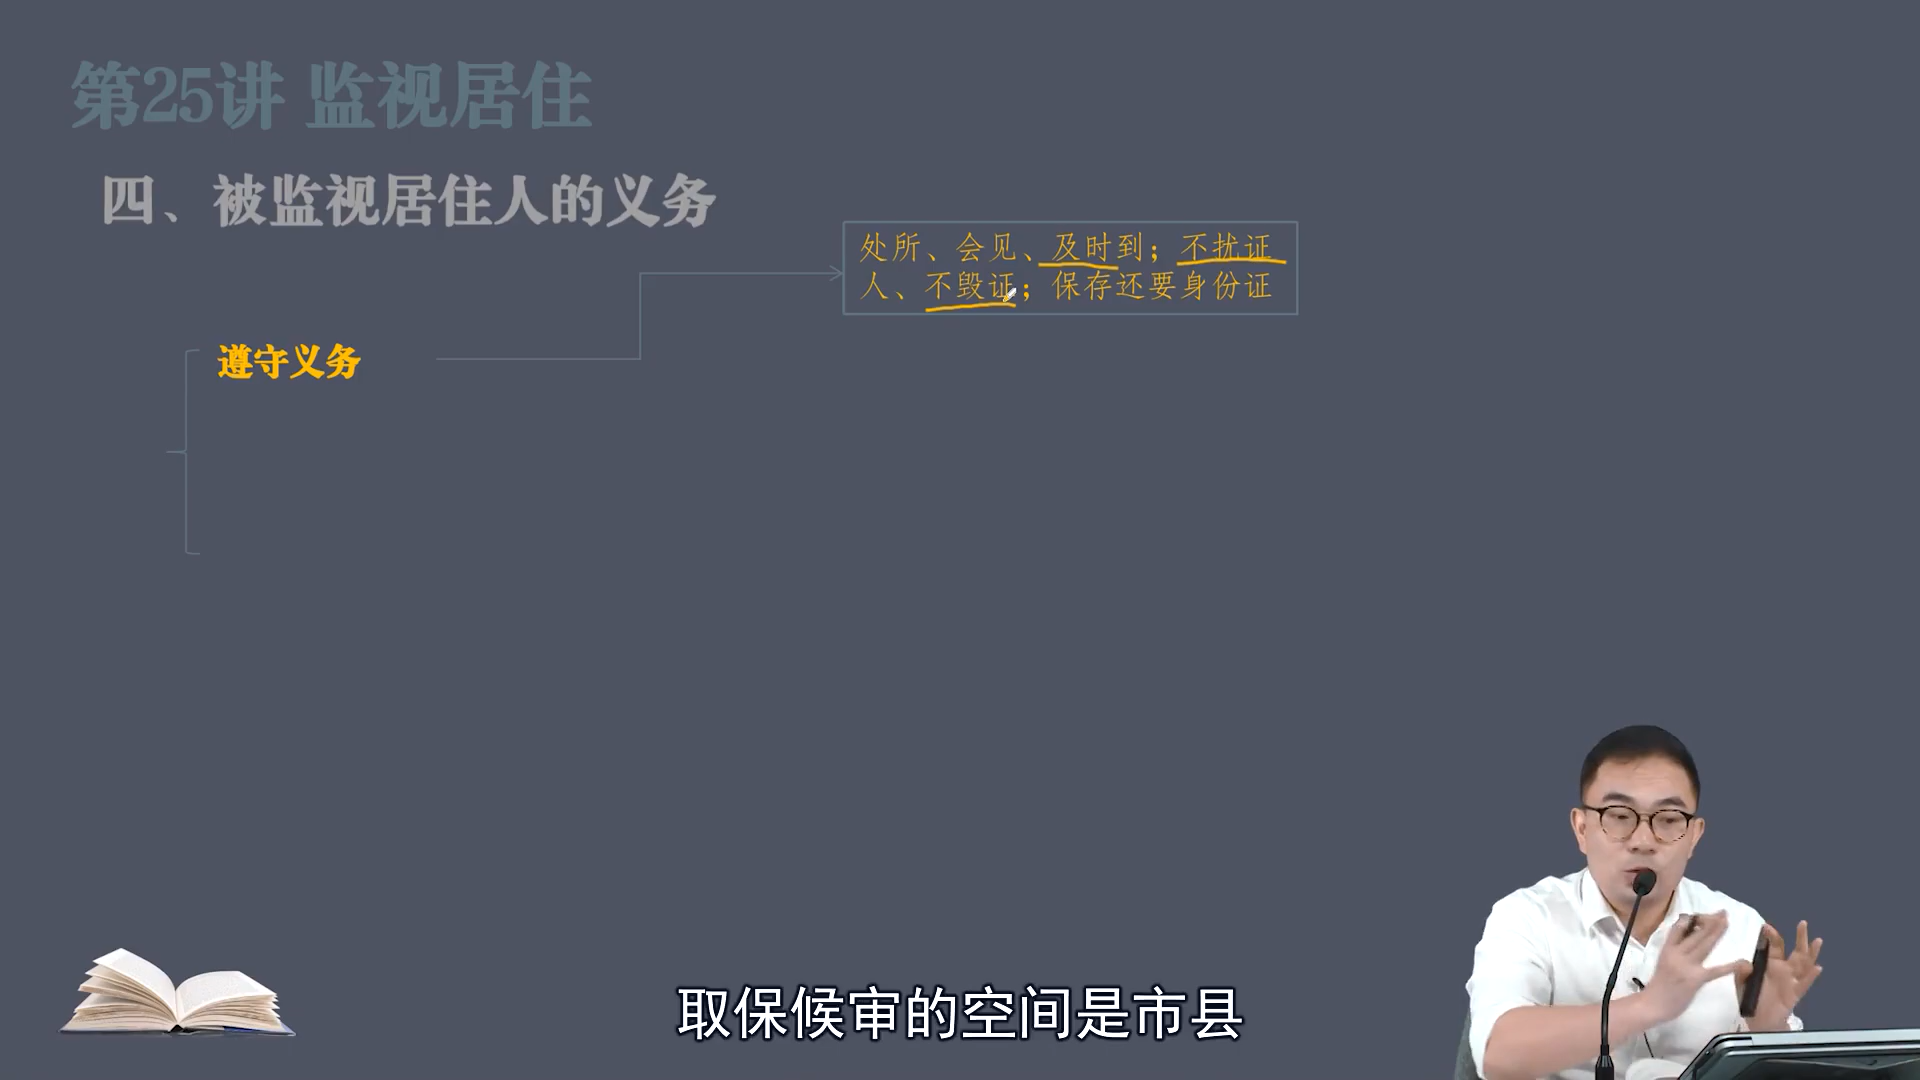 第25讲 监视居住
四、被监视居住人的义务
处所、会见、及时到；不扰证
人、不毁证；保存还要身份证
遵守义务
取保候审的空间是市县